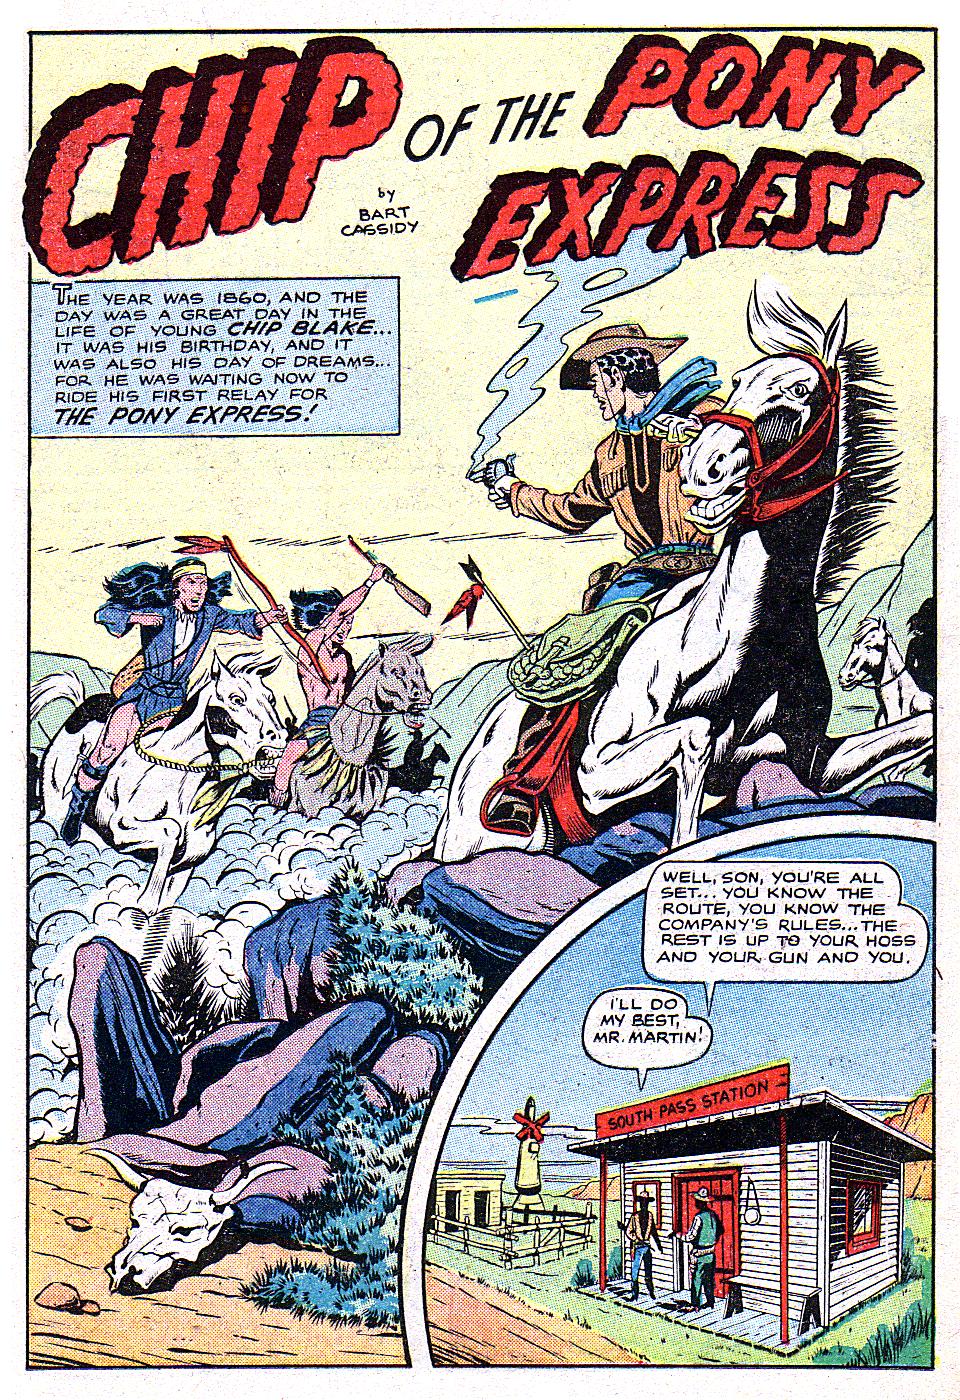 CHIP OF THE PONY
EXPRESS
by
BART
CASSIDY
THE YEAR WAS 1860, AND THE
DAY WAS A GREAT DAY IN THE
LIFE OF YOUNG CHIP BLAKE...
IT WAS HIS BIRTHDAY, AND IT
WAS ALSO HIS DAY OF DREAMS...
FOR HE WAS WAITING NOW TO
RIDE HIS FIRST RELAY FOR
THE PONY EXPRESS!
WELL, SON, YOU'RE ALL
SET... YOU KNOW THE
ROUTE, YOU KNOW THE
COMPANY'S RULES... THE
REST IS UP TO YOUR HOSS
AND YOUR GUN AND YOU.
I'LL DO
MY BEST,
MR. MARTIN!
SOUTH PASS STATION